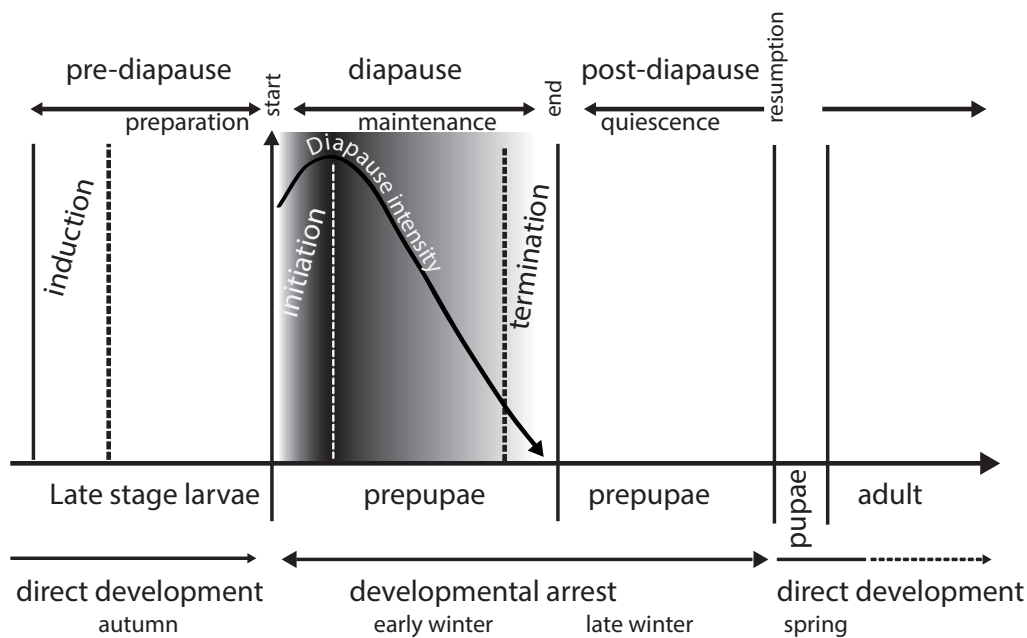 pre-diapause
diapause
post-diapause
start
end
resumption
preparation
maintenance
quiescence
induction
Initiation
Diapause intensity
termination
Late stage larvae
prepupae
prepupae
pupae
adult
direct development
developmental arrest
direct development
autumn
early winter
late winter
spring